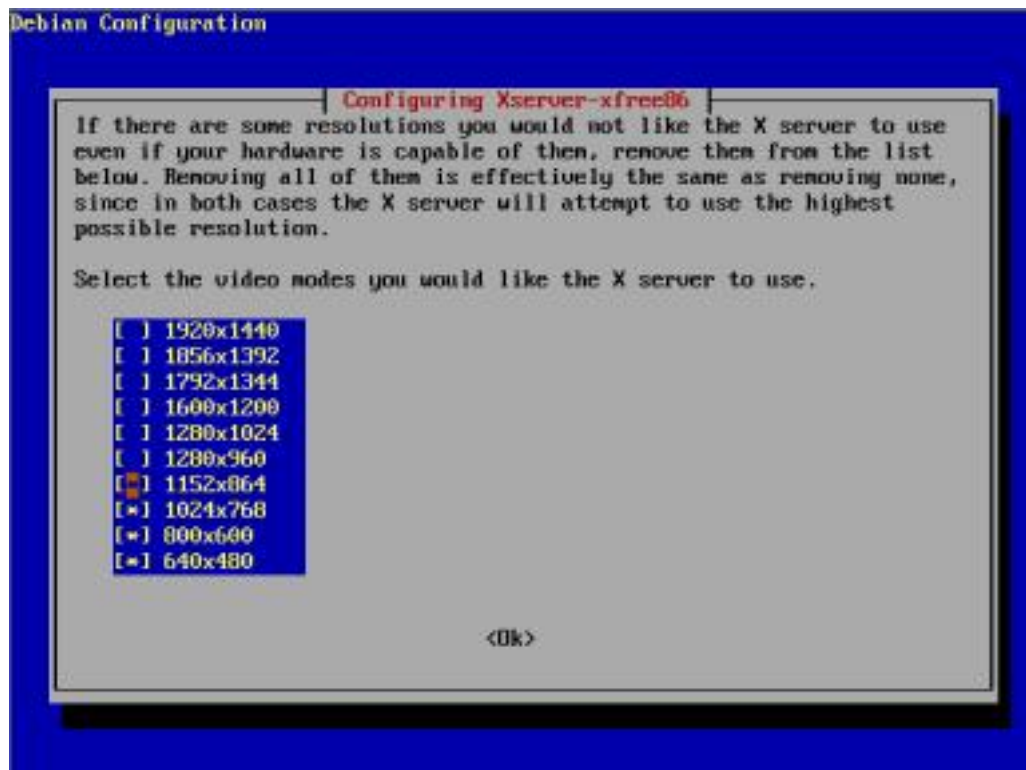 Debian Configuration
Configuring Xserver-xfree86
If there are some resolutions you would not like the X server to use
even if your hardware is capable of them, remove them from the list
below. Removing all of them is effectively the same as removing none,
since in both cases the X server will attempt to use the highest
possible resolution.
Select the video modes you would like the X server to use.
[ ] 1920x1440
[ ] 1856x1392
[ ] 1792x1344
[ ] 1600x1200
[ ] 1280x1024
[ ] 1280x960
[*] 1152x864
[*] 1024x768
[*] 800x600
[*] 640x480
<Ok>